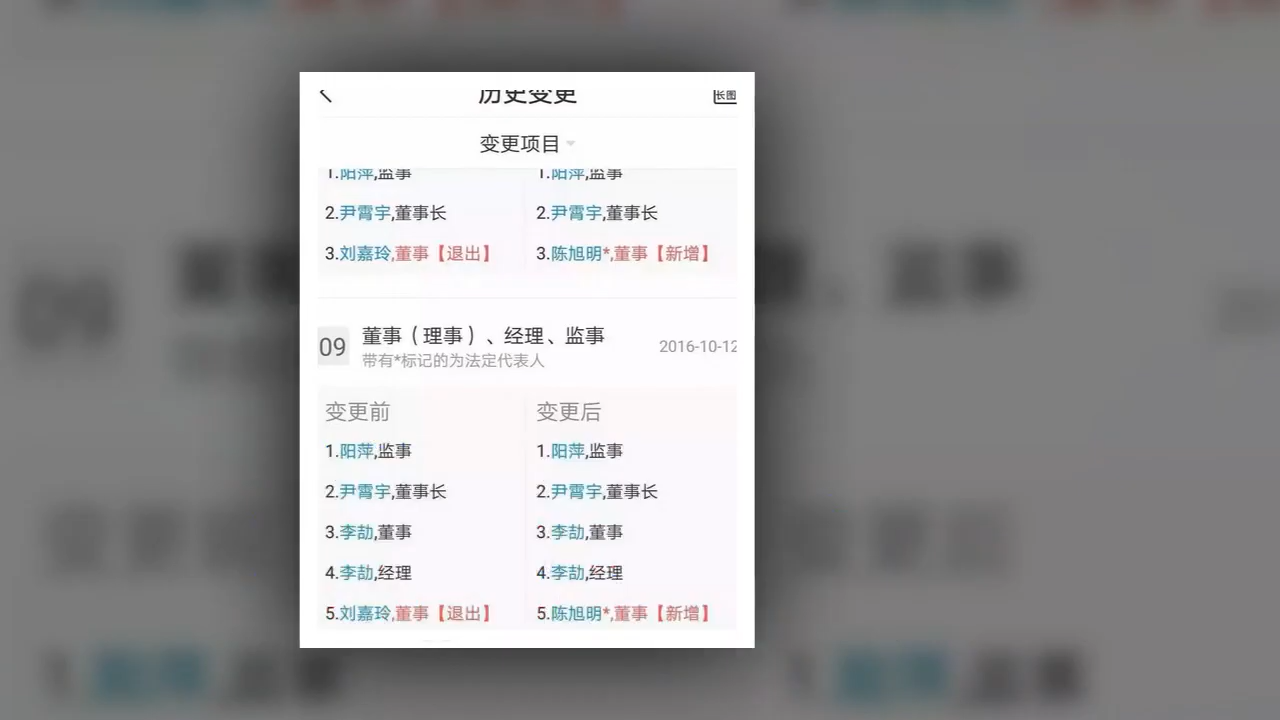 历史变更
长图
变更项目
1.阳萍,监事 1.阳萍,监事
2.尹霄宇,董事长 2.尹霄宇,董事长
3.刘嘉玲,董事【退出】 3.陈旭明*,董事【新增】
09 董事（理事）、经理、监事 2016-10-12
带有*标记的为法定代表人
变更前 变更后
1.阳萍,监事 1.阳萍,监事
2.尹霄宇,董事长 2.尹霄宇,董事长
3.李劼,董事 3.李劼,董事
4.李劼,经理 4.李劼,经理
5.刘嘉玲,董事【退出】 5.陈旭明*,董事【新增】